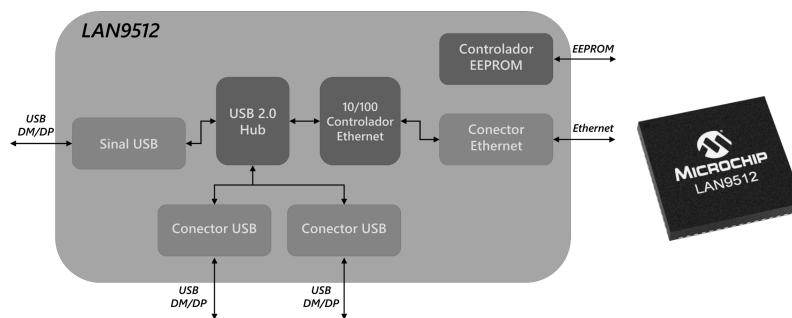 LAN9512
Controlador
EEPROM
EEPROM
USB
DM/DP
Sinal USB
USB 2.0
Hub
10/100
Controlador
Ethernet
Conector
Ethernet
Ethernet
Conector USB
Conector USB
USB
DM/DP
USB
DM/DP
MICROCHIP
LAN9512